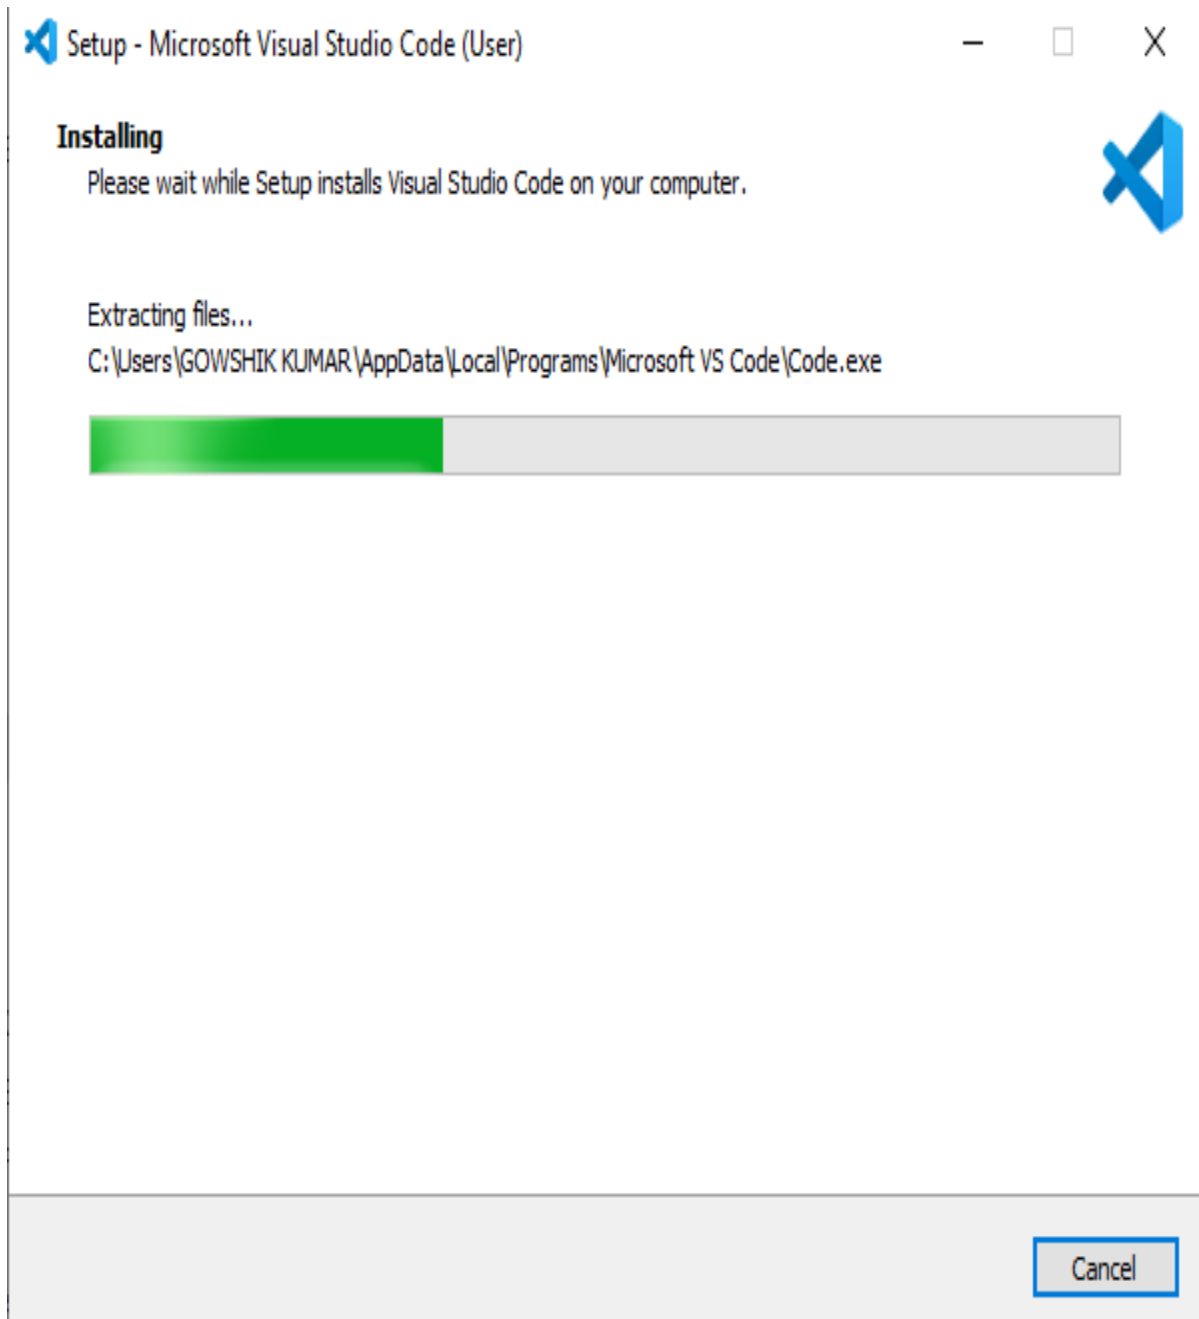 Setup - Microsoft Visual Studio Code (User)
Installing
Please wait while Setup installs Visual Studio Code on your computer.
Extracting files...
C:\Users\GOWSHIK KUMAR\AppData\Local\Programs\Microsoft VS Code\Code.exe
Cancel